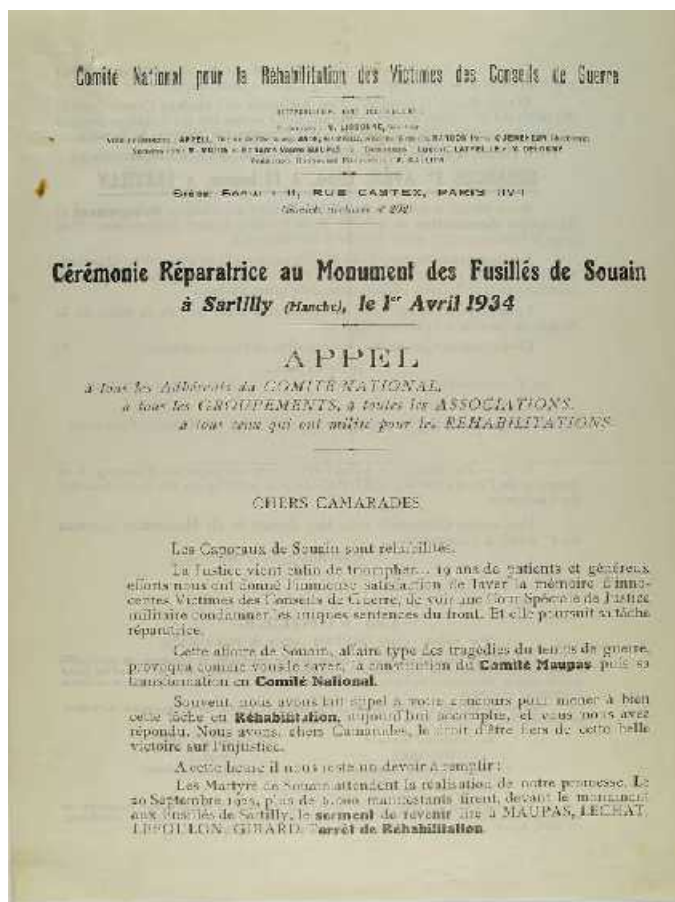 Comité National pour la Réhabilitation des Victimes des Conseils de Guerre
SIÈGE SOCIAL : 11, RUE CASTEX, PARIS (IVe)
Cérémonie Réparatrice au Monument des Fusillés de Souain
à Sartilly (Manche), le 1er Avril 1934
APPEL
à tous les Adhérents du COMITÉ NATIONAL,
à tous les GROUPEMENTS, à toutes les ASSOCIATIONS,
à tous ceux qui ont milité pour les RÉHABILITATIONS.
CHERS CAMARADES,
Les Caporaux de Souain sont réhabilités.
La Justice vient enfin de triompher... 19 ans de patients et généreux
efforts nous ont donné l'immense satisfaction de laver la mémoire d'inno-
centes Victimes des Conseils de Guerre, de voir une Cour Spéciale de Justice
militaire condamner les iniques sentences du front. Et elle poursuit sa tâche
réparatrice.
Cette affaire de Souain, affaire type des tragédies du temps de guerre,
provoqua comme vous le savez, la constitution du Comité Maupas puis sa
transformation en Comité National.
Souvent nous avons fait appel à votre concours pour mener à bien
cette tâche en Réhabilitation, aujourd'hui accomplie, et vous nous avez
répondu. Nous avons, chers Camarades, le droit d'être fiers de cette belle
victoire sur l'injustice.
A cette heure il nous reste un devoir à remplir :
Les Martyrs de Souain attendent la réalisation de notre promesse. Le
20 Septembre 1925, plus de 5.000 manifestants firent, devant le monument
aux Fusillés de Sartilly, le serment de revenir lire à MAUPAS, LECHAT,
LEFOULON, GIRARD, l'arrêt de Réhabilitation.